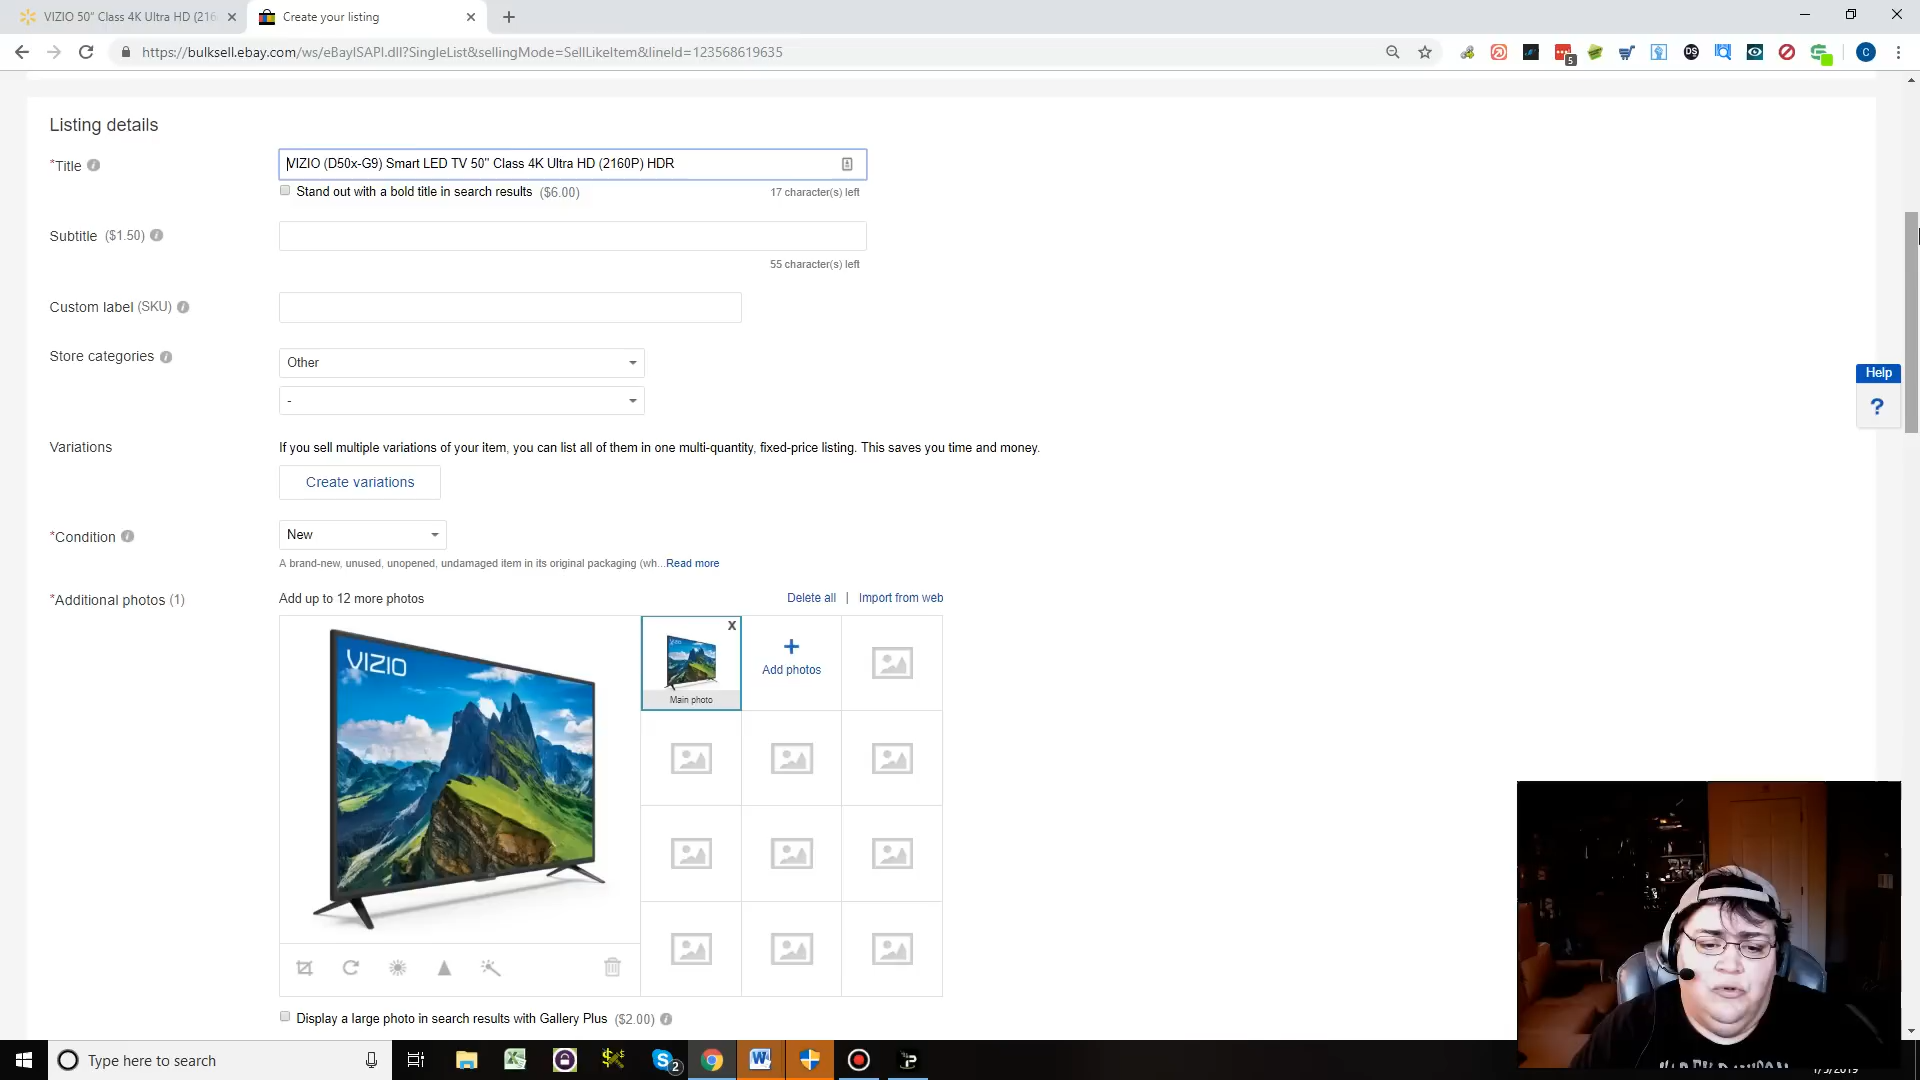 VIZIO 50" Class 4K Ultra HD (216
Create your listing
https://bulksell.ebay.com/ws/eBayISAPI.dll?SingleList&sellingMode=SellLikeItem&lineId=123568619635
5
DS
C
Listing details
*Title
VIZIO (D50x-G9) Smart LED TV 50" Class 4K Ultra HD (2160P) HDR
Stand out with a bold title in search results ($6.00)
17 character(s) left
Subtitle ($1.50)
55 character(s) left
Custom label (SKU)
Store categories
Other
-
Help
?
Variations
If you sell multiple variations of your item, you can list all of them in one multi-quantity, fixed-price listing. This saves you time and money.
Create variations
*Condition
New
A brand-new, unused, unopened, undamaged item in its original packaging (wh...Read more
*Additional photos (1)
Add up to 12 more photos
Delete all | Import from web
VIZIO
X
Main photo
+
Add photos
Display a large photo in search results with Gallery Plus ($2.00)
Type here to search
2